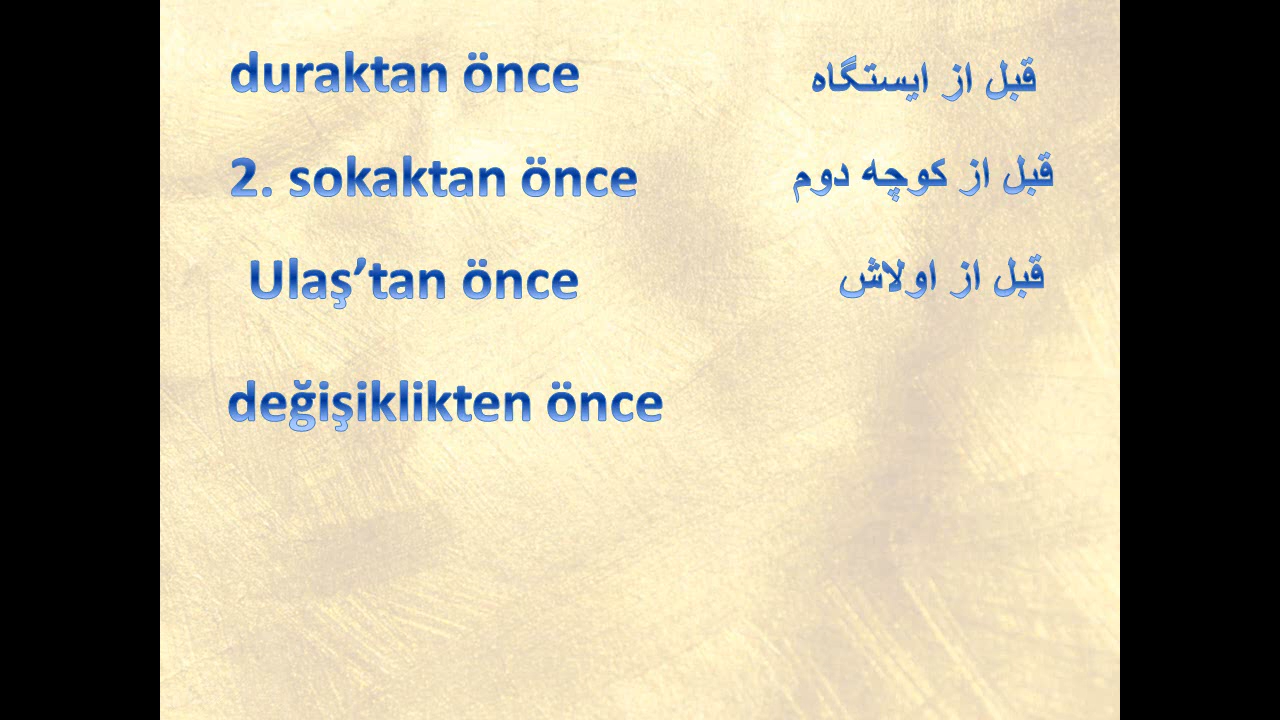 duraktan önce قبل از ایستگاه
2. sokaktan önce قبل از کوچه دوم
Ulaş’tan önce قبل از اولاش
değişiklikten önce